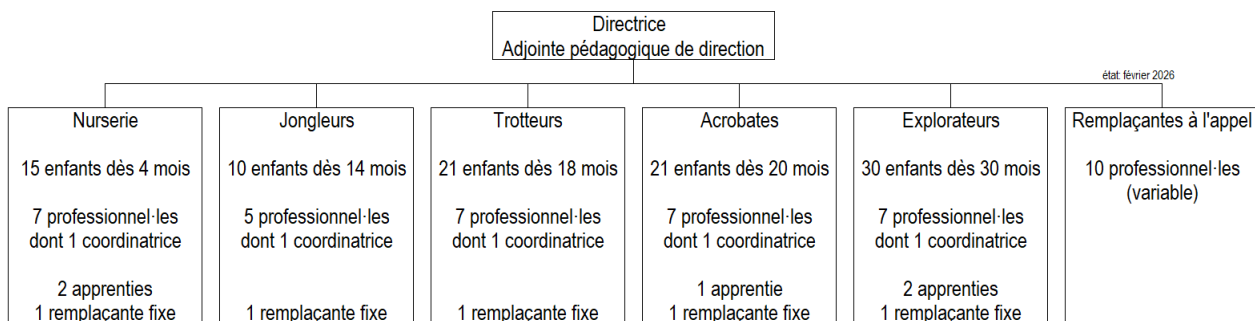 Directrice
Adjointe pédagogique de direction
état: février 2026
Nurserie
15 enfants dès 4 mois
7 professionnel·les
dont 1 coordinatrice
2 apprenties
1 remplaçante fixe
Jongleurs
10 enfants dès 14 mois
5 professionnel·les
dont 1 coordinatrice
1 remplaçante fixe
Trotteurs
21 enfants dès 18 mois
7 professionnel·les
dont 1 coordinatrice
1 remplaçante fixe
Acrobates
21 enfants dès 20 mois
7 professionnel·les
dont 1 coordinatrice
1 apprentie
1 remplaçante fixe
Explorateurs
30 enfants dès 30 mois
7 professionnel·les
dont 1 coordinatrice
2 apprenties
1 remplaçante fixe
Remplaçantes à l'appel
10 professionnel·les
(variable)